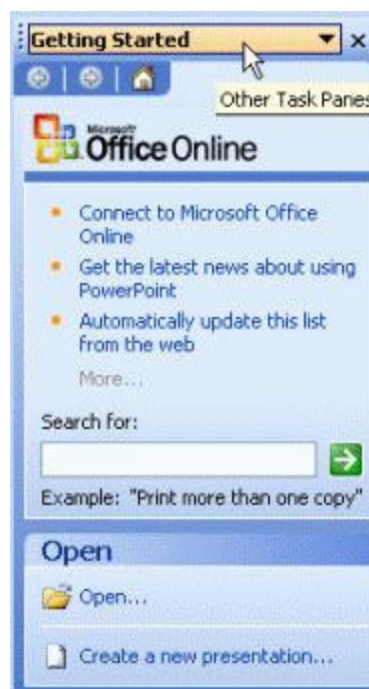 Getting Started
Other Task Panes
Microsoft
Office Online
Connect to Microsoft Office
Online
Get the latest news about using
PowerPoint
Automatically update this list
from the web
More...
Search for:
Example: "Print more than one copy"
Open
Open...
Create a new presentation...